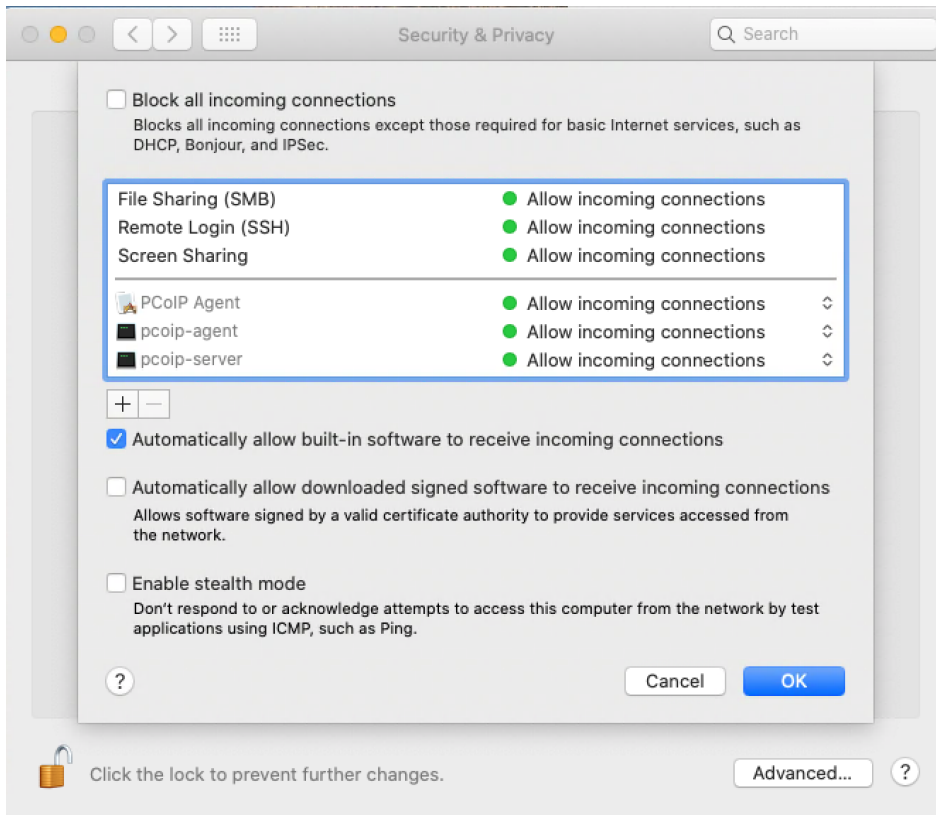 Security & Privacy
Search
Block all incoming connections
Blocks all incoming connections except those required for basic Internet services, such as
DHCP, Bonjour, and IPSec.
File Sharing (SMB) Allow incoming connections
Remote Login (SSH) Allow incoming connections
Screen Sharing Allow incoming connections
PCoIP Agent Allow incoming connections
pcoip-agent Allow incoming connections
pcoip-server Allow incoming connections
+ −
Automatically allow built-in software to receive incoming connections
Automatically allow downloaded signed software to receive incoming connections
Allows software signed by a valid certificate authority to provide services accessed from
the network.
Enable stealth mode
Don't respond to or acknowledge attempts to access this computer from the network by test
applications using ICMP, such as Ping.
? Cancel OK
Click the lock to prevent further changes. Advanced... ?